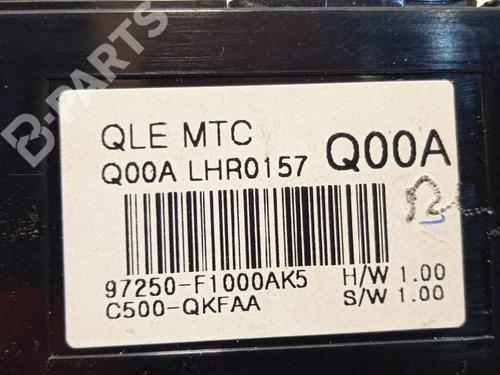 B-PARTS
QLE MTC
Q00A LHR0157 Q00A
97250-F1000AK5 H/W 1.00
C500-QKFAA S/W 1.00